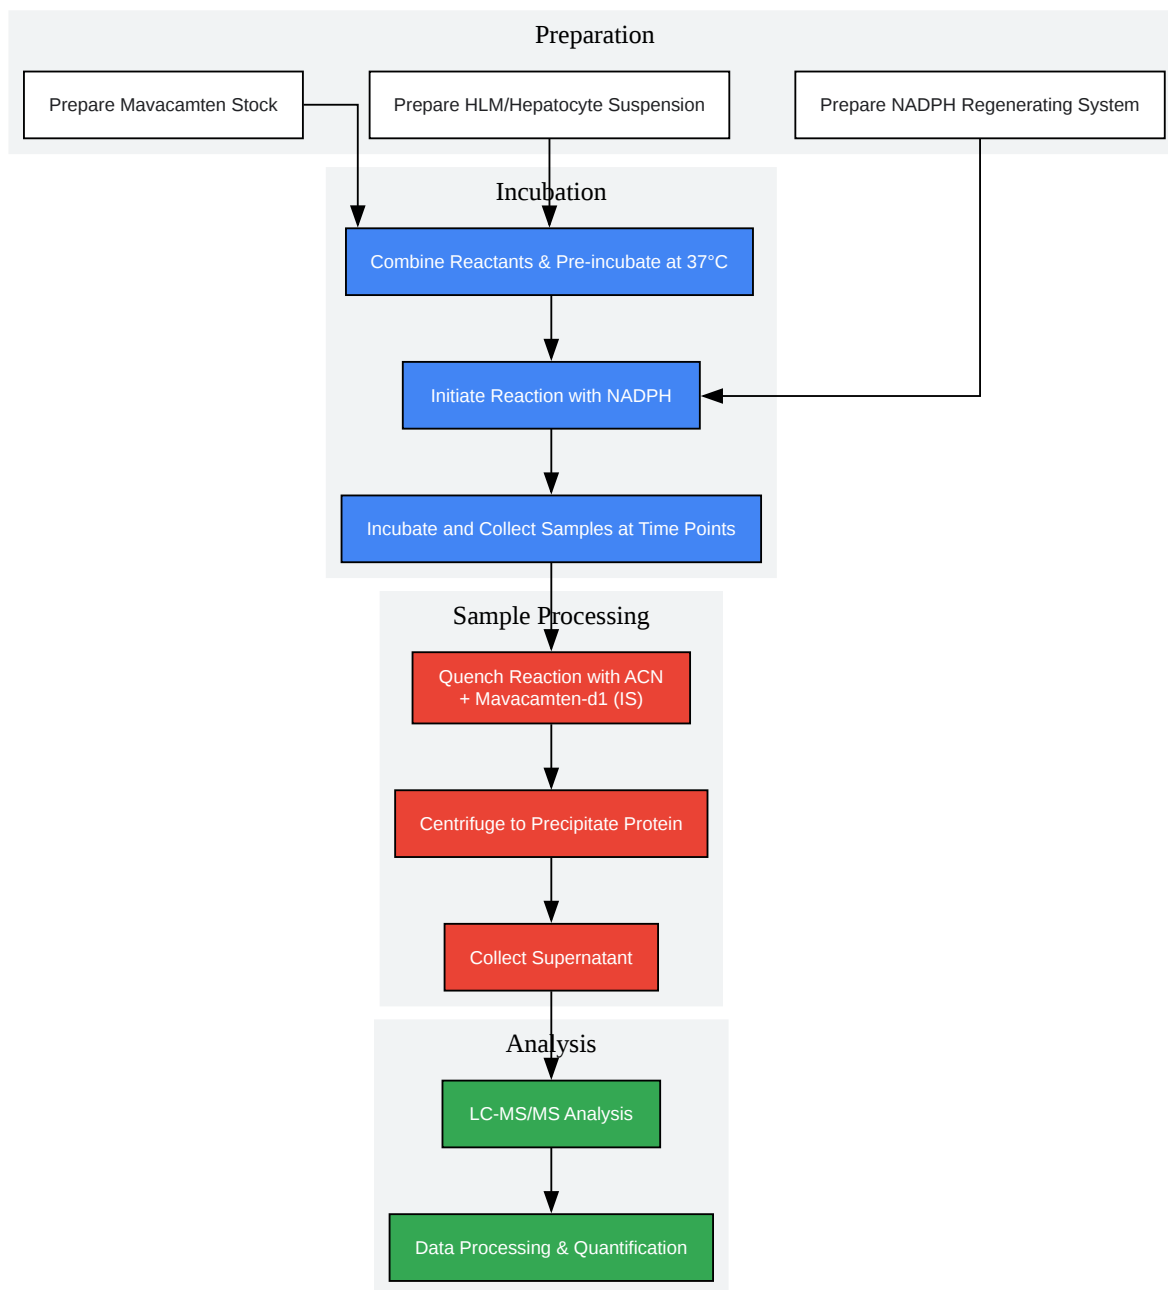 Preparation
Prepare Mavacamten Stock
Prepare HLM/Hepatocyte Suspension
Prepare NADPH Regenerating System
Incubation
Combine Reactants & Pre-incubate at 37°C
Initiate Reaction with NADPH
Incubate and Collect Samples at Time Points
Sample Processing
Quench Reaction with ACN
+ Mavacamten-d1 (IS)
Centrifuge to Precipitate Protein
Collect Supernatant
Analysis
LC-MS/MS Analysis
Data Processing & Quantification